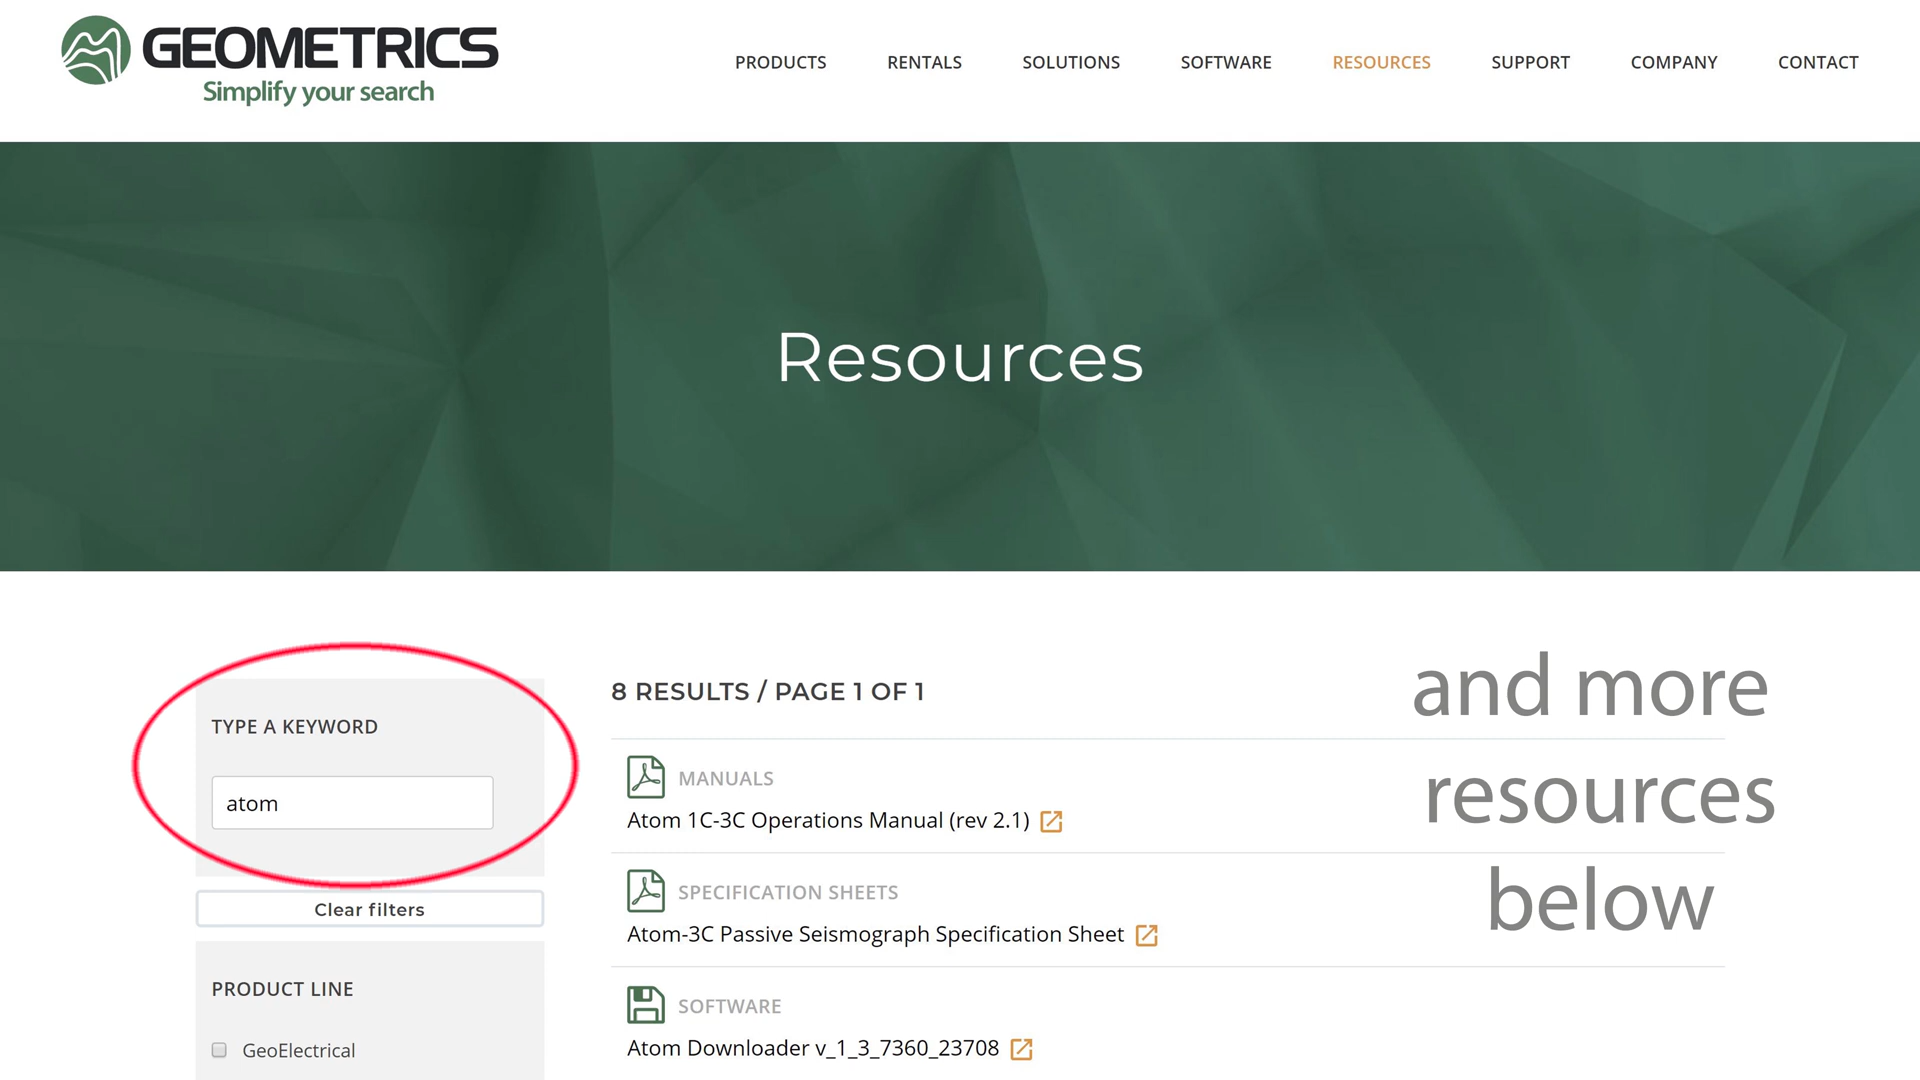 GEOMETRICS
Simplify your search
PRODUCTS RENTALS SOLUTIONS SOFTWARE RESOURCES SUPPORT COMPANY CONTACT
Resources
TYPE A KEYWORD
atom
Clear filters
PRODUCT LINE
GeoElectrical
8 RESULTS / PAGE 1 OF 1
MANUALS
Atom 1C-3C Operations Manual (rev 2.1)
SPECIFICATION SHEETS
Atom-3C Passive Seismograph Specification Sheet
SOFTWARE
Atom Downloader v_1_3_7360_23708
and more
resources
below